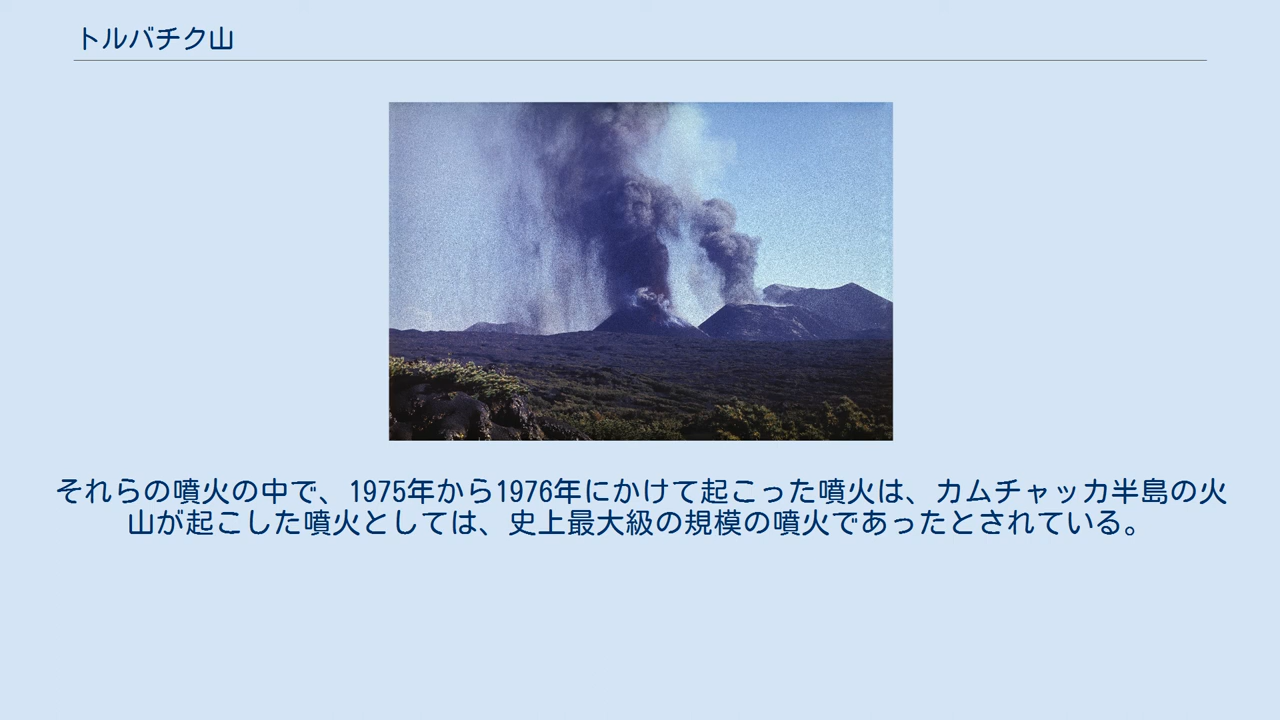 トルバチク山
それらの噴火の中で、1975年から1976年にかけて起こった噴火は、カムチャッカ半島の火
山が起こした噴火としては、史上最大級の規模の噴火であったとされている。